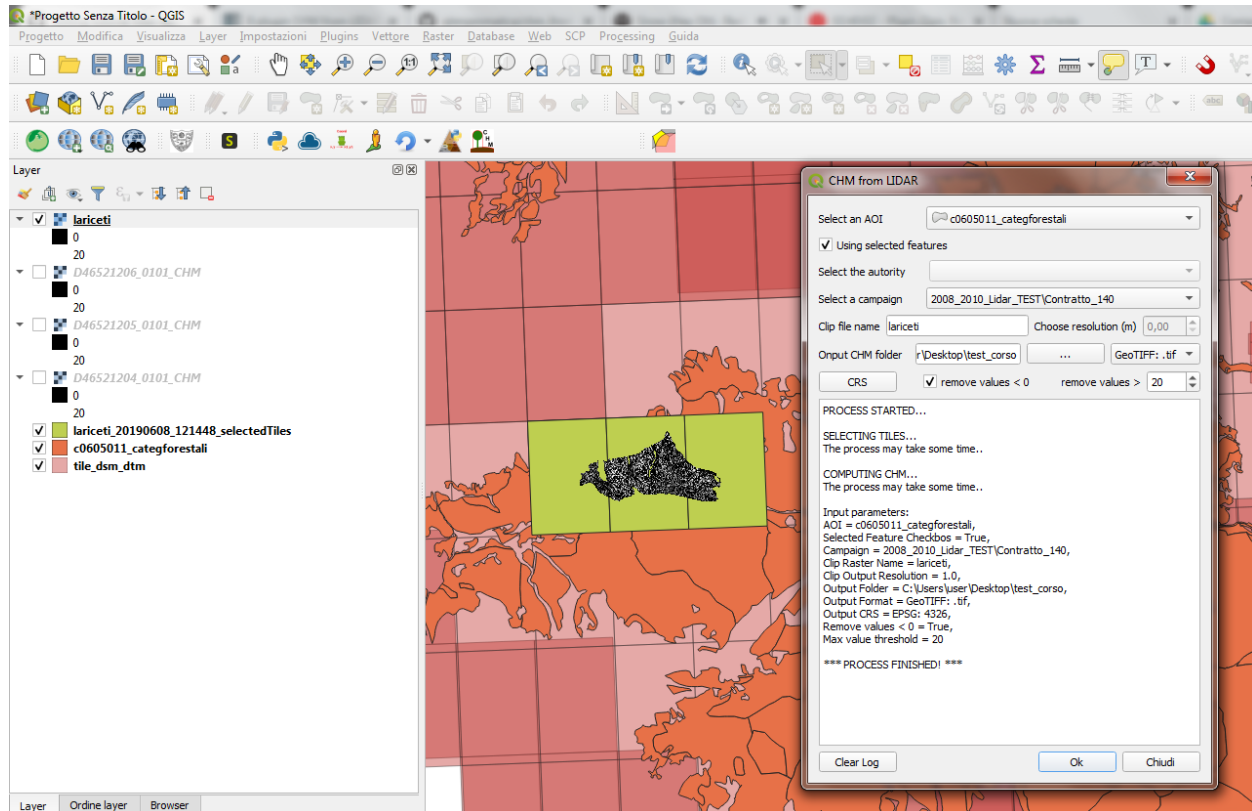 *Progetto Senza Titolo - QGIS
Progetto Modifica Visualizza Layer Impostazioni Plugins Vettore Raster Database Web SCP Processing Guida
Layer
lariceti
0
20
D46521206_0101_CHM
0
20
D46521205_0101_CHM
0
20
D46521204_0101_CHM
0
20
lariceti_20190608_121448_selectedTiles
c0605011_categforestali
tile_dsm_dtm
Layer Ordine layer Browser
CHM from LIDAR
Select an AOI c0605011_categforestali
Using selected features
Select the autority
Select a campaign 2008_2010_Lidar_TEST\Contratto_140
Clip file name lariceti Choose resolution (m) 0,00
Onput CHM folder r\Desktop\test_corso ... GeoTIFF: .tif
CRS remove values < 0 remove values > 20
PROCESS STARTED...
SELECTING TILES...
The process may take some time..
COMPUTING CHM...
The process may take some time..
Input parameters:
AOI = c0605011_categforestali,
Selected Feature Checkbos = True,
Campaign = 2008_2010_Lidar_TEST\Contratto_140,
Clip Raster Name = lariceti,
Clip Output Resolution = 1.0,
Output Folder = C:\Users\user\Desktop\test_corso,
Output Format = GeoTIFF: .tif,
Output CRS = EPSG: 4326,
Remove values < 0 = True,
Max value threshold = 20
*** PROCESS FINISHED! ***
Clear Log Ok Chiudi